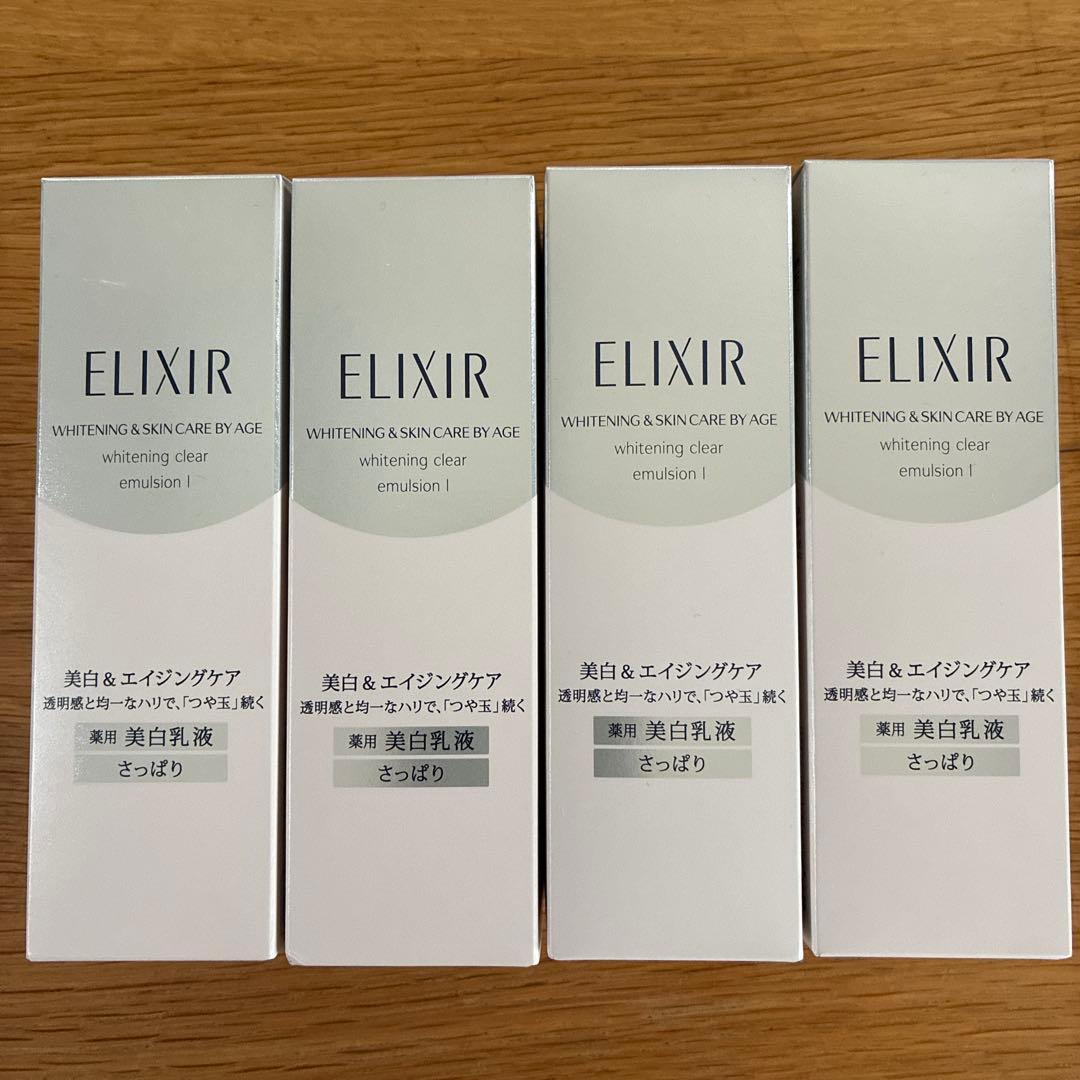 ELIXIR
WHITENING & SKIN CARE BY AGE
whitening clear
emulsion I
美白&エイジングケア
透明感と均一なハリで、「つや玉」続く
薬用 美白乳液
さっぱり
ELIXIR
WHITENING & SKIN CARE BY AGE
whitening clear
emulsion I
美白&エイジングケア
透明感と均一なハリで、「つや玉」続く
薬用 美白乳液
さっぱり
ELIXIR
WHITENING & SKIN CARE BY AGE
whitening clear
emulsion I
美白&エイジングケア
透明感と均一なハリで、「つや玉」続く
薬用 美白乳液
さっぱり
ELIXIR
WHITENING & SKIN CARE BY AGE
whitening clear
emulsion I
美白&エイジングケア
透明感と均一なハリで、「つや玉」続く
薬用 美白乳液
さっぱり